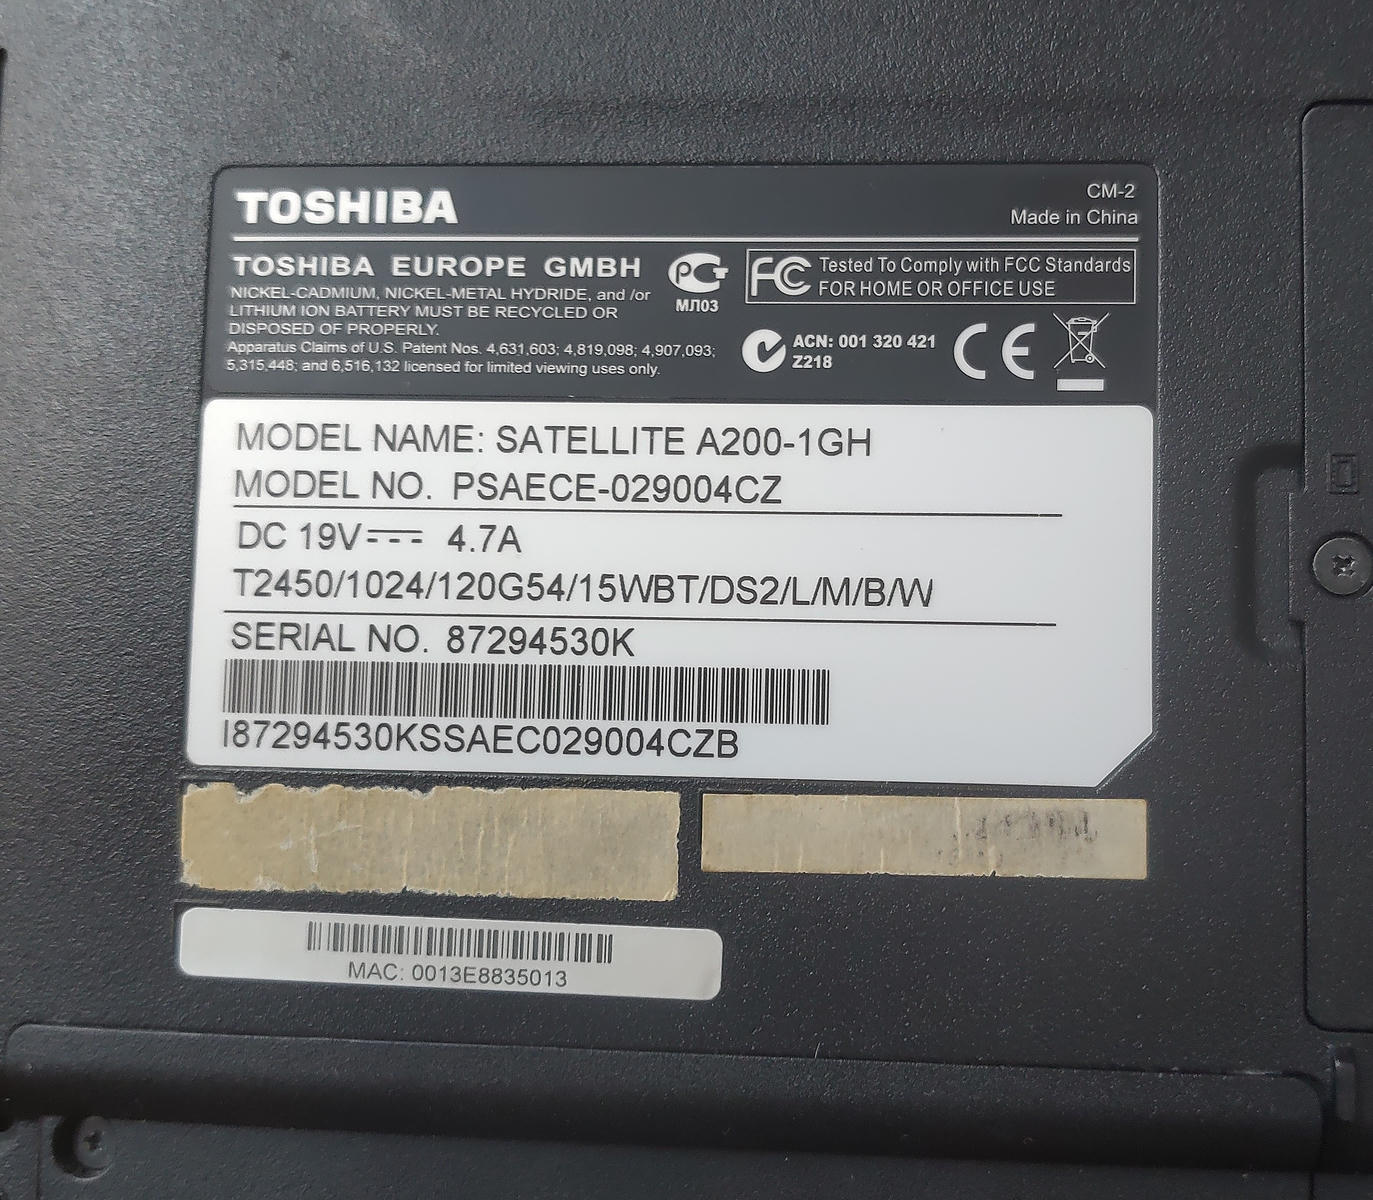 TOSHIBA
CM-2
Made in China
TOSHIBA EUROPE GMBH
NICKEL-CADMIUM, NICKEL-METAL HYDRIDE, and /or
LITHIUM ION BATTERY MUST BE RECYCLED OR
DISPOSED OF PROPERLY.
Apparatus Claims of U.S. Patent Nos. 4,631,603; 4,819,098; 4,907,093;
5,315,448; and 6,516,132 licensed for limited viewing uses only.
РСТ
МЛ03
FC Tested To Comply with FCC Standards
FOR HOME OR OFFICE USE
ACN: 001 320 421
Z218
CE
MODEL NAME: SATELLITE A200-1GH
MODEL NO. PSAECE-029004CZ
DC 19V⎓ 4.7A
T2450/1024/120G54/15WBT/DS2/L/M/B/W
SERIAL NO. 87294530K
I87294530KSSAEC029004CZB
MAC: 0013E8835013